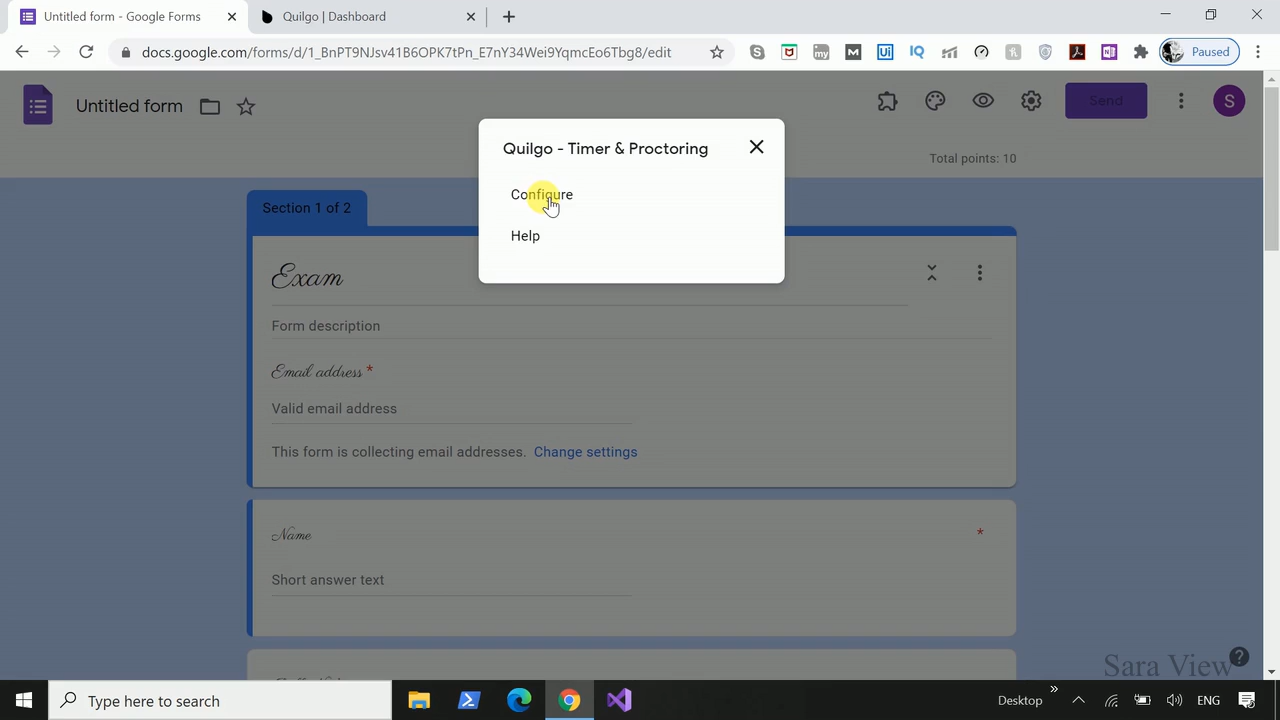 Untitled form - Google Forms
Quilgo | Dashboard
docs.google.com/forms/d/1_BnPT9NJsv41B6OPK7tPn_E7nY34Wei9YqmcEo6Tbg8/edit
Paused
Untitled form
Send
S
Total points: 10
Quilgo - Timer & Proctoring
Configure
Help
Section 1 of 2
Exam
Form description
Email address *
Valid email address
This form is collecting email addresses. Change settings
Name *
Short answer text
Sara View
Type here to search
Desktop
ENG